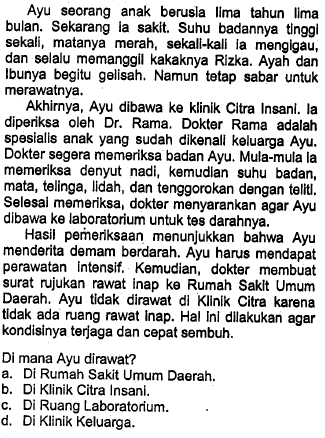 Ayu seorang anak berusia lima tahun lima
bulan. Sekarang ia sakit. Suhu badannya tinggi
sekali, matanya merah, sekali-kali ia mengigau,
dan selalu memanggil kakaknya Rizka. Ayah dan
Ibunya begitu gelisah. Namun tetap sabar untuk
merawatnya.
Akhirnya, Ayu dibawa ke klinik Citra Insani. Ia
diperiksa oleh Dr. Rama. Dokter Rama adalah
spesialis anak yang sudah dikenali keluarga Ayu.
Dokter segera memeriksa badan Ayu. Mula-mula ia
memeriksa denyut nadi, kemudian suhu badan,
mata, telinga, lidah, dan tenggorokan dengan teliti.
Selesai memeriksa, dokter menyarankan agar Ayu
dibawa ke laboratorium untuk tes darahnya.
Hasil pemeriksaan menunjukkan bahwa Ayu
menderita demam berdarah. Ayu harus mendapat
perawatan intensif. Kemudian, dokter membuat
surat rujukan rawat inap ke Rumah Sakit Umum
Daerah. Ayu tidak dirawat di Klinik Citra karena
tidak ada ruang rawat inap. Hal ini dilakukan agar
kondisinya terjaga dan cepat sembuh.
Di mana Ayu dirawat?
a. Di Rumah Sakit Umum Daerah.
b. Di Klinik Citra Insani.
c. Di Ruang Laboratorium.
d. Di Klinik Keluarga.